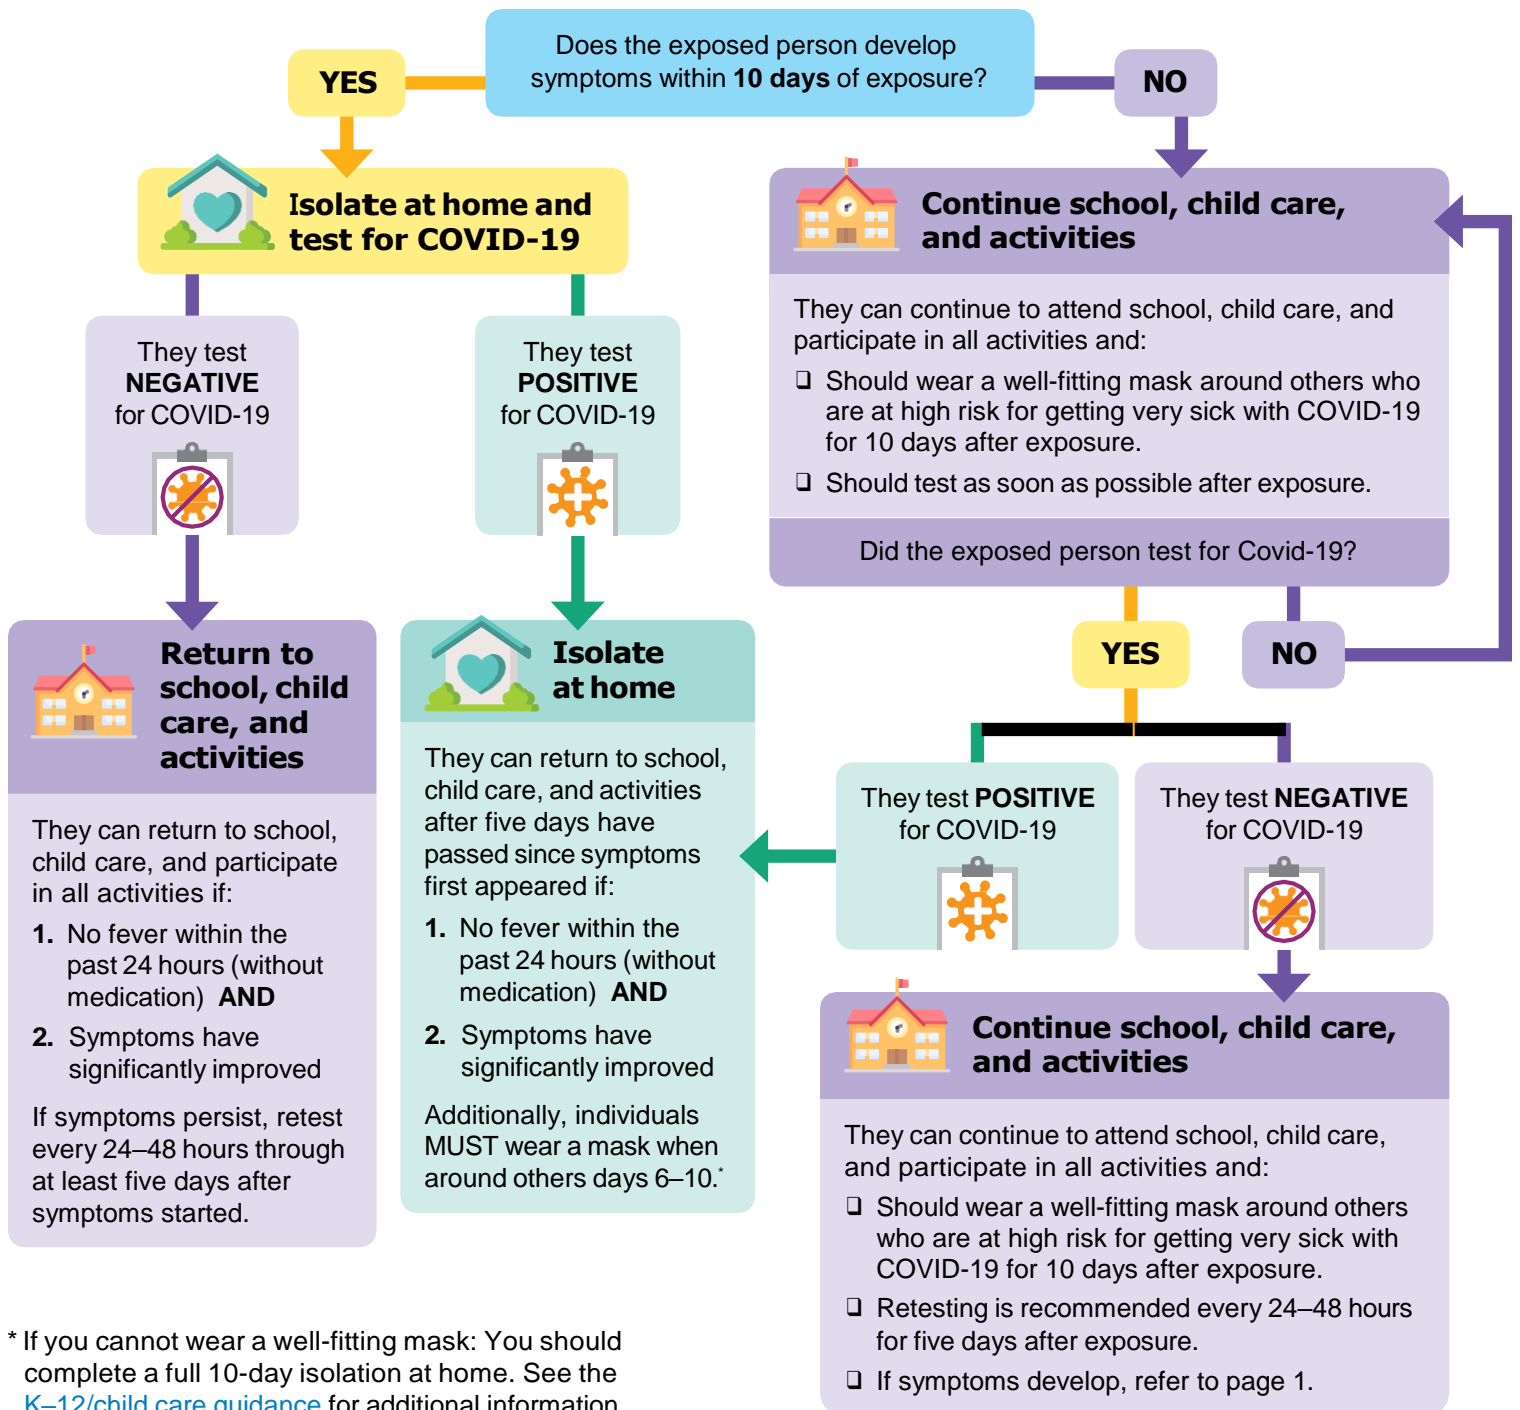 Does the exposed person develop
symptoms within 10 days of exposure?
YES
NO
Isolate at home and
test for COVID-19
They test
NEGATIVE
for COVID-19
They test
POSITIVE
for COVID-19
Return to
school, child
care, and
activities
They can return to school,
child care, and participate
in all activities if:
1. No fever within the
past 24 hours (without
medication) AND
2. Symptoms have
significantly improved
If symptoms persist, retest
every 24–48 hours through
at least five days after
symptoms started.
Isolate
at home
They can return to school,
child care, and activities
after five days have
passed since symptoms
first appeared if:
1. No fever within the
past 24 hours (without
medication) AND
2. Symptoms have
significantly improved
Additionally, individuals
MUST wear a mask when
around others days 6–10.*
Continue school, child care,
and activities
They can continue to attend school, child care, and
participate in all activities and:
❑ Should wear a well-fitting mask around others who
are at high risk for getting very sick with COVID-19
for 10 days after exposure.
❑ Should test as soon as possible after exposure.
Did the exposed person test for Covid-19?
YES
NO
They test POSITIVE
for COVID-19
They test NEGATIVE
for COVID-19
Continue school, child care,
and activities
They can continue to attend school, child care,
and participate in all activities and:
❑ Should wear a well-fitting mask around others
who are at high risk for getting very sick with
COVID-19 for 10 days after exposure.
❑ Retesting is recommended every 24–48 hours
for five days after exposure.
❑ If symptoms develop, refer to page 1.
* If you cannot wear a well-fitting mask: You should
complete a full 10-day isolation at home. See the
K–12/child care guidance for additional information